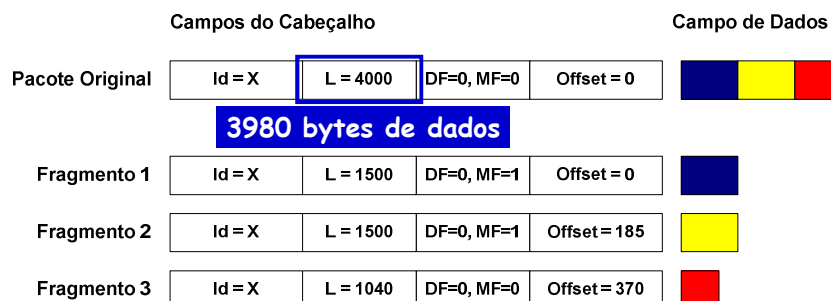 Campos do Cabeçalho Campo de Dados
Pacote Original Id = X L = 4000 DF=0, MF=0 Offset = 0
3980 bytes de dados
Fragmento 1 Id = X L = 1500 DF=0, MF=1 Offset = 0
Fragmento 2 Id = X L = 1500 DF=0, MF=1 Offset = 185
Fragmento 3 Id = X L = 1040 DF=0, MF=0 Offset = 370